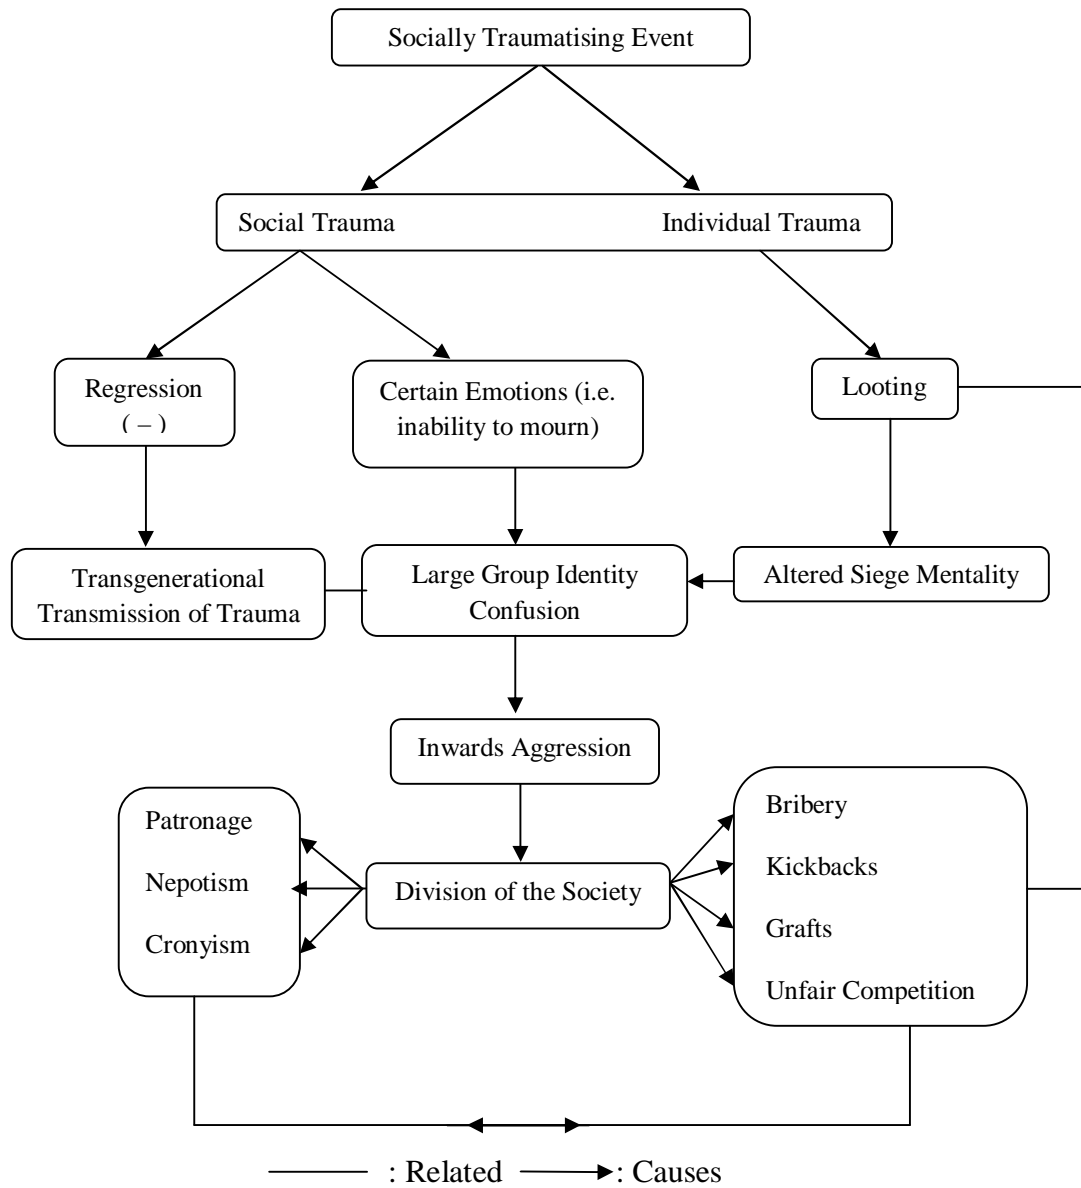 Socially Traumatising Event
Social Trauma
Individual Trauma
Regression
( – )
Certain Emotions (i.e.
inability to mourn)
Looting
Transgenerational
Transmission of Trauma
Large Group Identity
Confusion
Altered Siege Mentality
Inwards Aggression
Patronage
Nepotism
Cronyism
Division of the Society
Bribery
Kickbacks
Grafts
Unfair Competition
: Related
: Causes